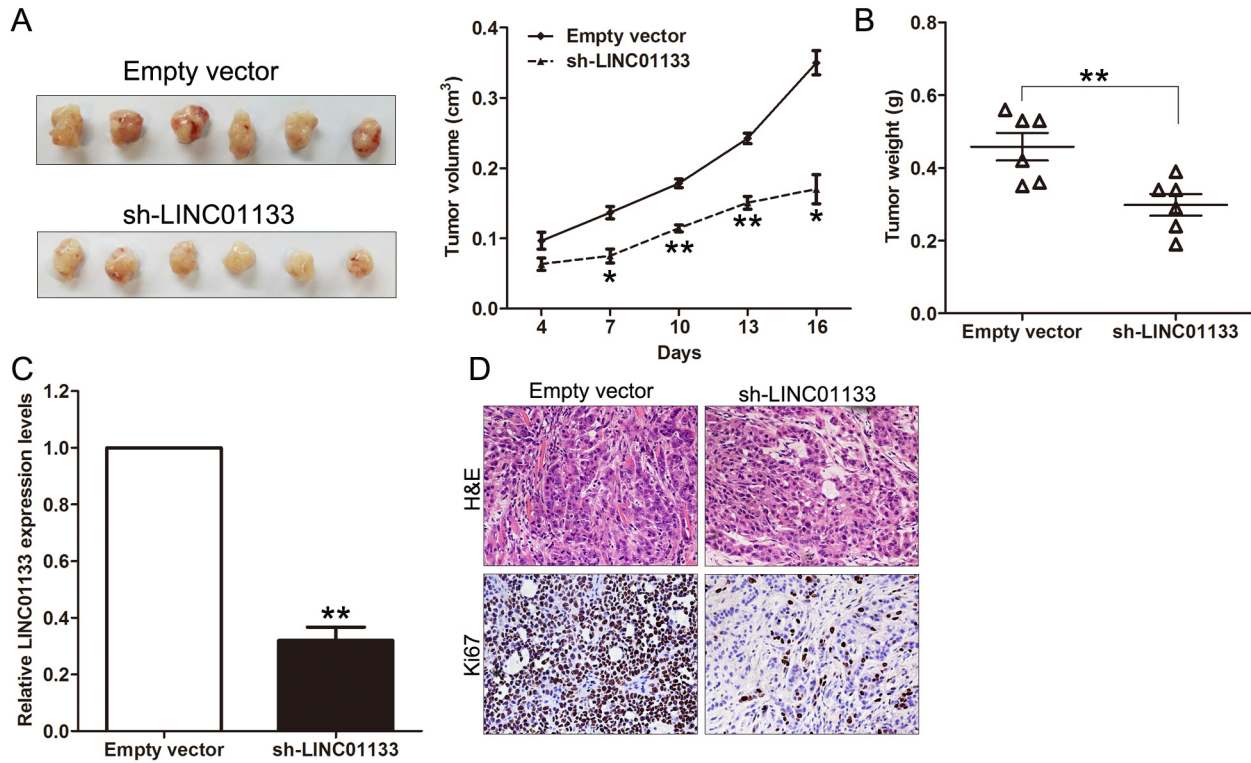 A
Empty vector
sh-LINC01133
Tumor volume (cm³)
0.4
0.3
0.2
0.1
0.0
Empty vector
sh-LINC01133
*
**
**
*
4 7 10 13 16
Days
B
Tumor weight (g)
0.8
0.6
0.4
0.2
0.0
**
Empty vector sh-LINC01133
C
Relative LINC01133 expression levels
1.2
1.0
0.8
0.6
0.4
0.2
0.0
**
Empty vector sh-LINC01133
D
Empty vector sh-LINC01133
H&E
Ki67